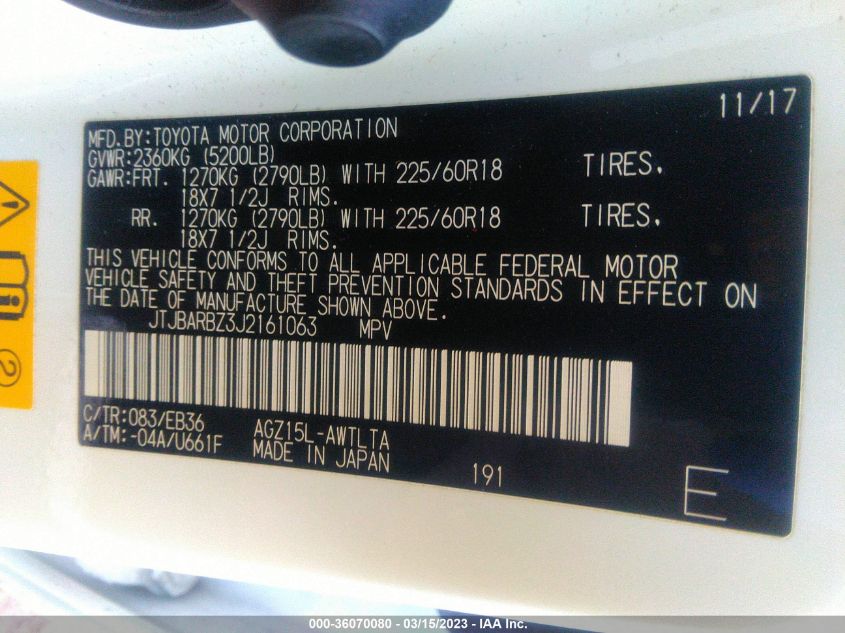 11/17
MFD.BY:TOYOTA MOTOR CORPORATION
GVWR:2360KG (5200LB)
GAWR:FRT. 1270KG (2790LB) WITH 225/60R18 TIRES.
18X7 1/2J RIMS.
RR. 1270KG (2790LB) WITH 225/60R18 TIRES.
18X7 1/2J RIMS.
THIS VEHICLE CONFORMS TO ALL APPLICABLE FEDERAL MOTOR
VEHICLE SAFETY AND THEFT PREVENTION STANDARDS IN EFFECT ON
THE DATE OF MANUFACTURE SHOWN ABOVE.
JTJBARBZ3J2161063 MPV
C/TR:083/EB36 AGZ15L-AWTLTA
A/TM:-04A/U661F MADE IN JAPAN
191
E
2
000-36070080 - 03/15/2023 - IAA Inc.